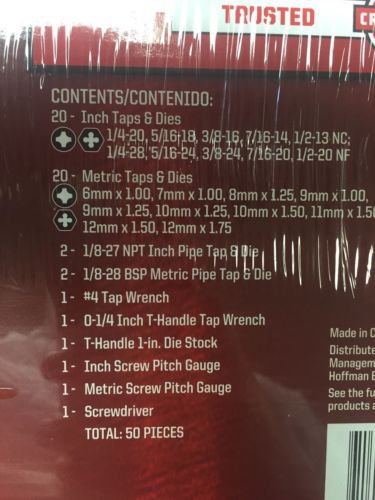 TRUSTED
CONTENTS/CONTENIDO:
20 - Inch Taps & Dies
1/4-20, 5/16-18, 3/8-16, 7/16-14, 1/2-13 NC;
1/4-28, 5/16-24, 3/8-24, 7/16-20, 1/2-20 NF
20 - Metric Taps & Dies
6mm x 1.00, 7mm x 1.00, 8mm x 1.25, 9mm x 1.00,
9mm x 1.25, 10mm x 1.25, 10mm x 1.50, 11mm x 1.50
12mm x 1.50, 12mm x 1.75
2 - 1/8-27 NPT Inch Pipe Tap & Die
2 - 1/8-28 BSP Metric Pipe Tap & Die
1 - #4 Tap Wrench
1 - 0-1/4 Inch T-Handle Tap Wrench
1 - T-Handle 1-in. Die Stock
1 - Inch Screw Pitch Gauge
1 - Metric Screw Pitch Gauge
1 - Screwdriver
TOTAL: 50 PIECES
Made in
Distribute
Managem
Hoffman E
See the fu
products a